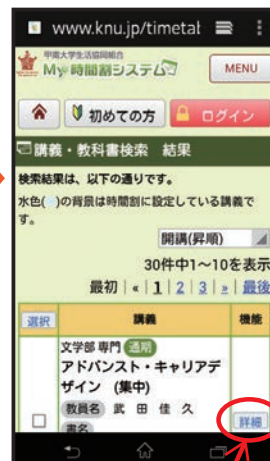 www.knu.jp/timetal
甲南大学生活協同組合
My時間割システム
MENU
初めての方
ログイン
講義・教科書検索 結果
検索結果は、以下の通りです。
水色( )の背景は時間割に設定している講義で
す。
開講(昇順)
30件中1〜10を表示
最初 | « | 1 | 2 | 3 | » | 最後
選択 講義 機能
文学部 専門 通期
アドバンスト・キャリアデ
ザイン (集中)
教員名 武田 佳久
詳細
書名